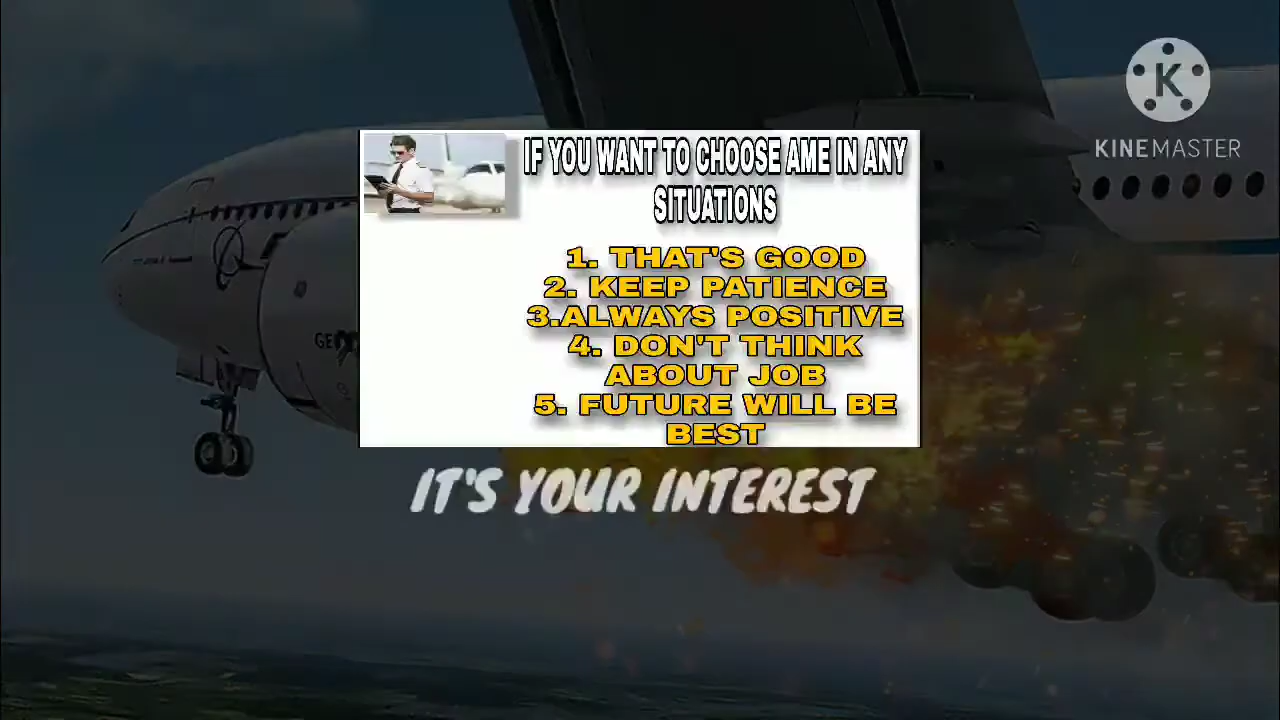 KINEMASTER
IF YOU WANT TO CHOOSE AME IN ANY
SITUATIONS
1. THAT'S GOOD
2. KEEP PATIENCE
3.ALWAYS POSITIVE
4. DON'T THINK
ABOUT JOB
5. FUTURE WILL BE
BEST
IT'S YOUR INTEREST
GE